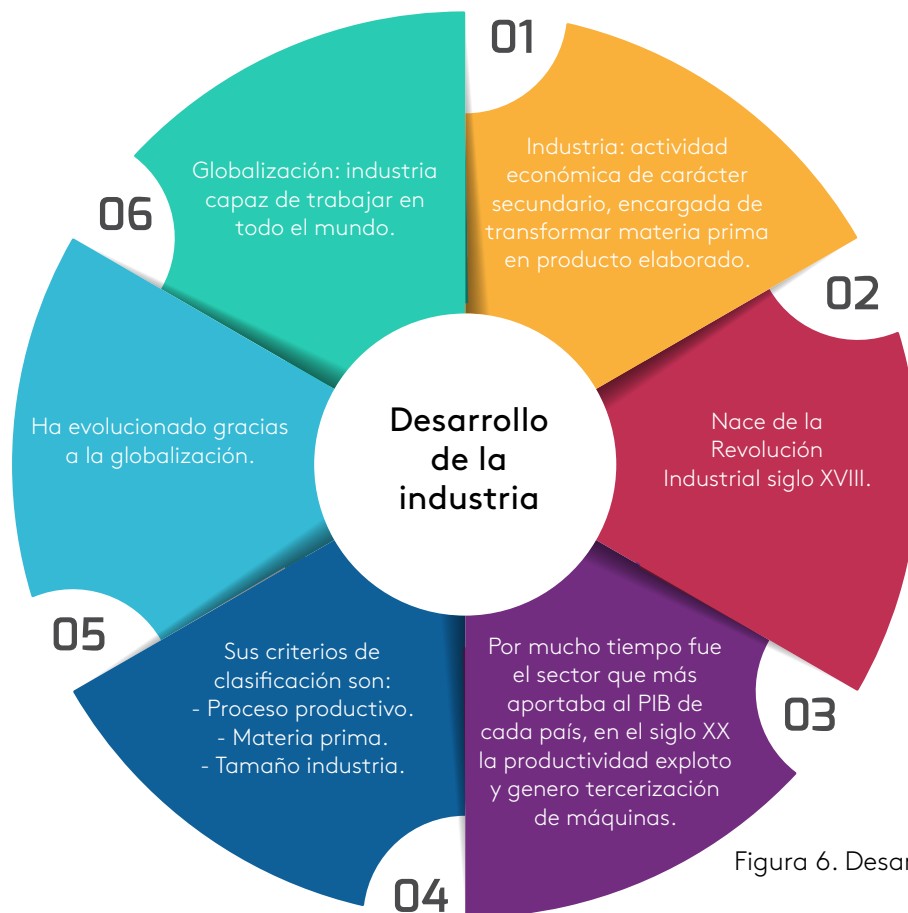 Desarrollo
de la
industria
01
Industria: actividad
económica de carácter
secundario, encargada de
transformar materia prima
en producto elaborado.
02
Nace de la
Revolución
Industrial siglo XVIII.
03
Por mucho tiempo fue
el sector que más
aportaba al PIB de
cada país, en el siglo XX
la productividad exploto
y genero tercerización
de máquinas.
04
Sus criterios de
clasificación son:
- Proceso productivo.
- Materia prima.
- Tamaño industria.
05
Ha evolucionado gracias
a la globalización.
06
Globalización: industria
capaz de trabajar en
todo el mundo.
Figura 6. Desar